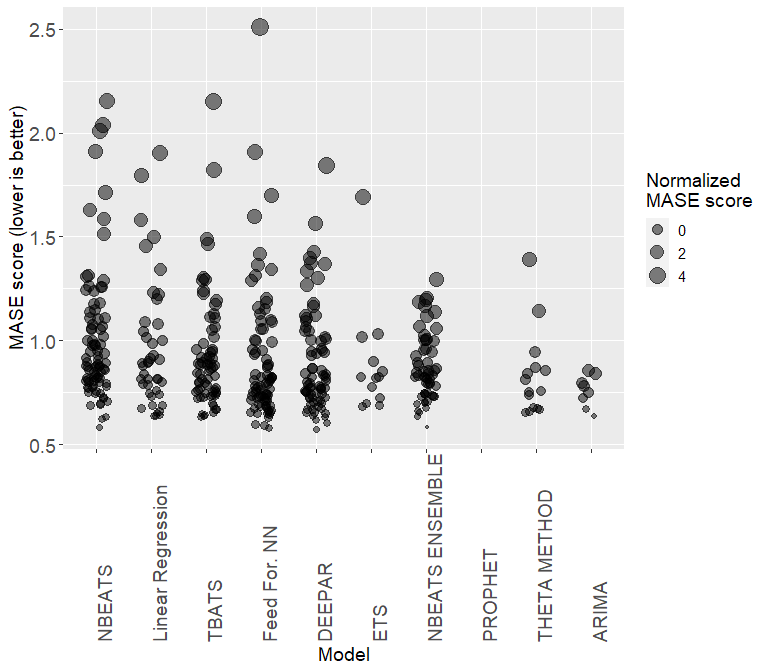 MASE score (lower is better)
2.5
2.0
1.5
1.0
0.5
NBEATS
Linear Regression
TBATS
Feed For. NN
DEEPAR
ETS
NBEATS ENSEMBLE
PROPHET
THETA METHOD
ARIMA
Model
Normalized
MASE score
0
2
4